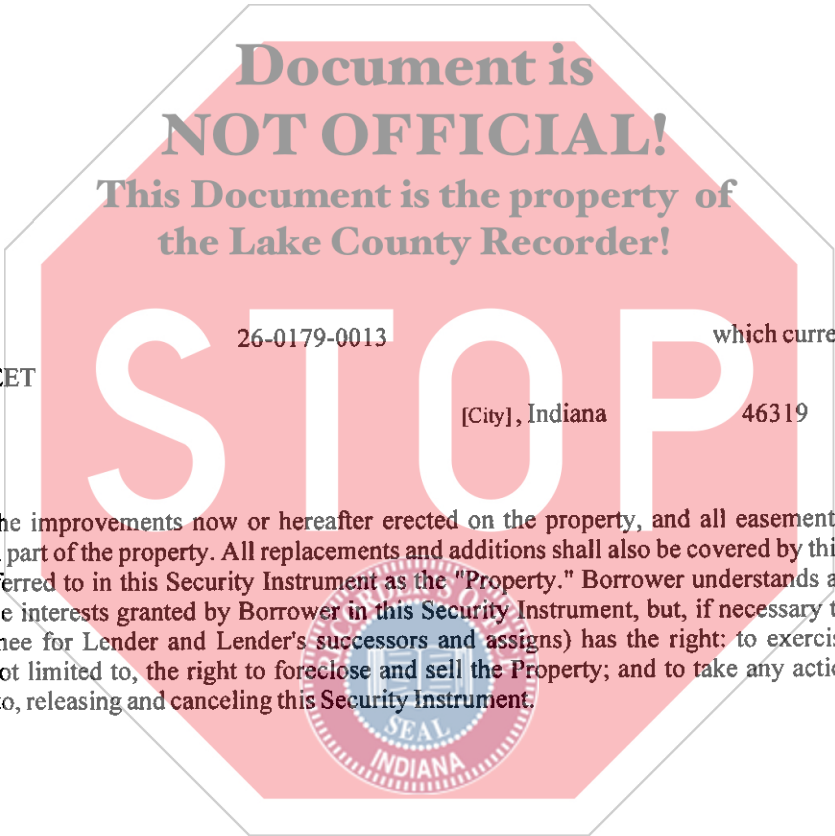 Document is
NOT OFFICIAL!
This Document is the property of
the Lake County Recorder!
STOP
26-0179-0013 which curre
EET
[City], Indiana 46319
he improvements now or hereafter erected on the property, and all easement
part of the property. All replacements and additions shall also be covered by thi
erred to in this Security Instrument as the "Property." Borrower understands a
e interests granted by Borrower in this Security Instrument, but, if necessary t
nee for Lender and Lender's successors and assigns) has the right: to exercis
ot limited to, the right to foreclose and sell the Property; and to take any actio
to, releasing and canceling this Security Instrument.
SEAL
INDIANA